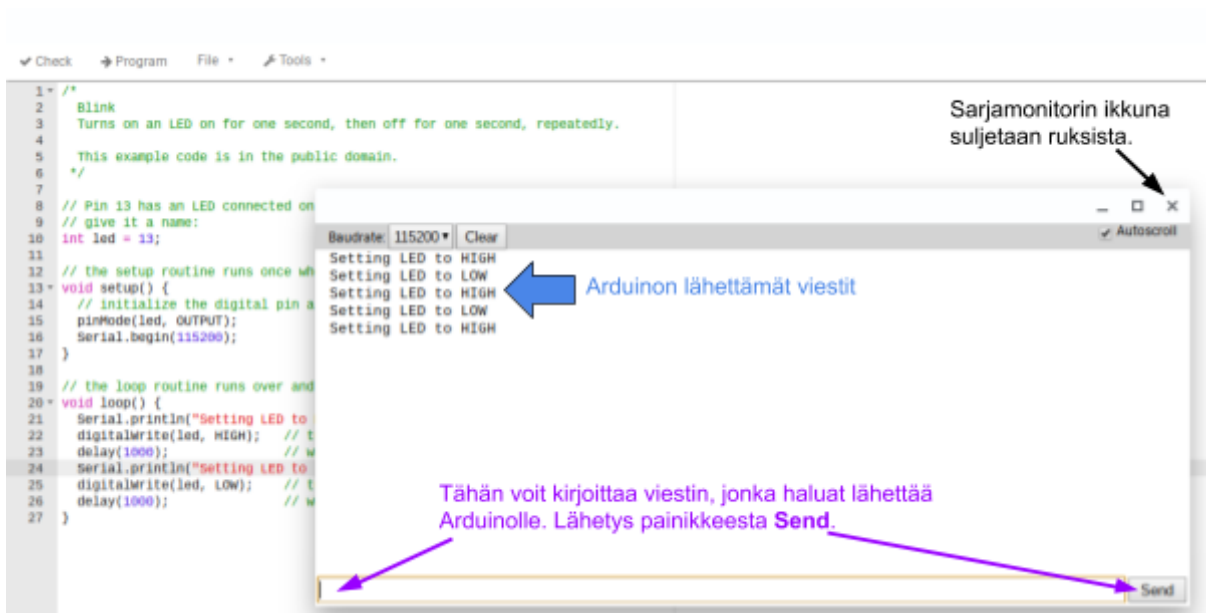 Check Program File Tools
1 /*
2 Blink
3 Turns on an LED on for one second, then off for one second, repeatedly.
4
5 This example code is in the public domain.
6 */
7
8 // Pin 13 has an LED connected on
9 // give it a name:
10 int led = 13;
11
12 // the setup routine runs once wh
13 void setup() {
14 // initialize the digital pin a
15 pinMode(led, OUTPUT);
16 Serial.begin(115200);
17 }
18
19 // the loop routine runs over and
20 void loop() {
21 Serial.println("Setting LED to
22 digitalWrite(led, HIGH); // t
23 delay(1000); // w
24 Serial.println("Setting LED to
25 digitalWrite(led, LOW); // t
26 delay(1000); // w
27 }
Sarjamonitorin ikkuna
suljetaan ruksista.
Baudrate: 115200 Clear Autoscroll
Setting LED to HIGH
Setting LED to LOW
Setting LED to HIGH
Setting LED to LOW
Setting LED to HIGH
Arduinon lähettämät viestit
Tähän voit kirjoittaa viestin, jonka haluat lähettää
Arduinolle. Lähetys painikkeesta Send.
Send